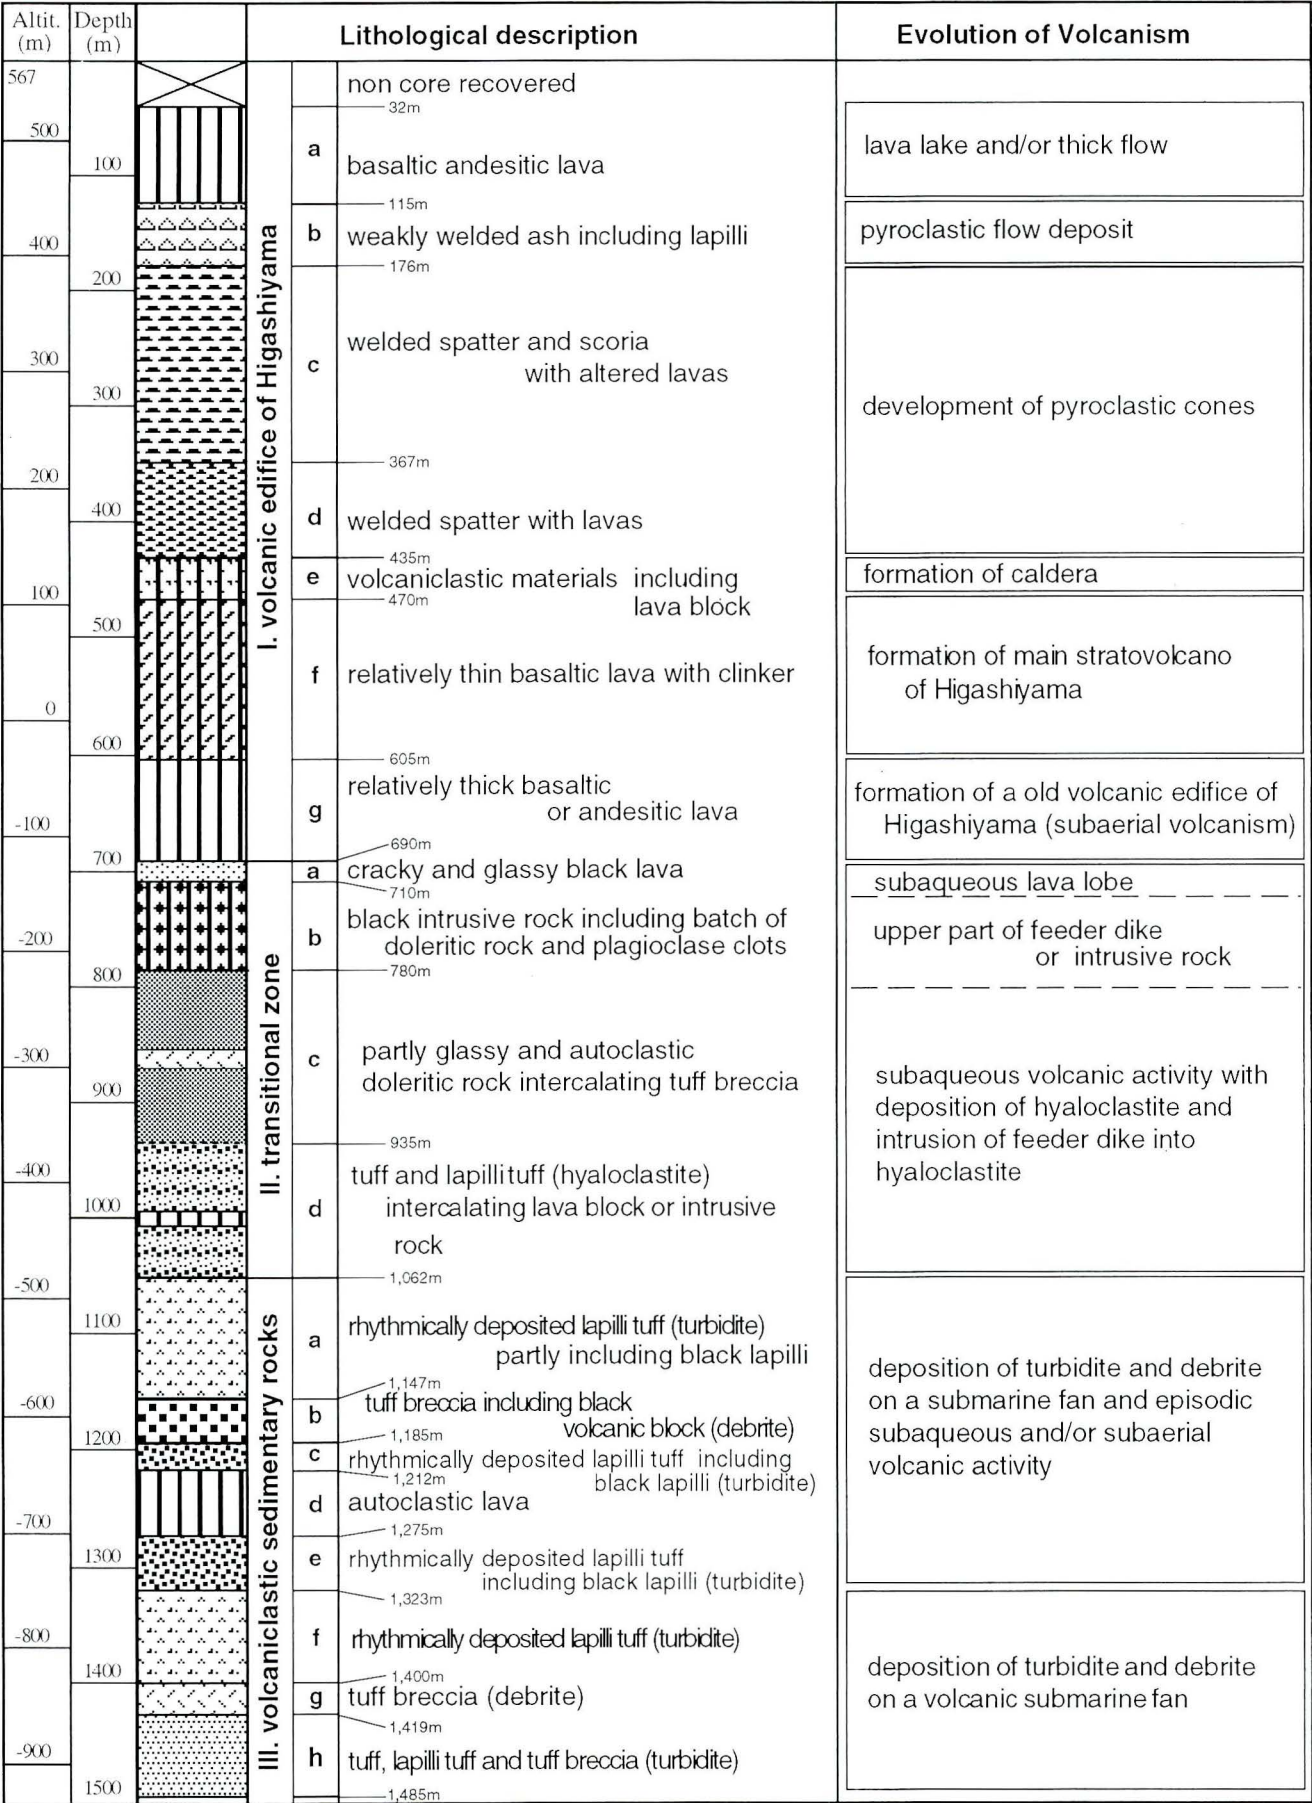 Altit. (m)
Depth (m)
Lithological description
Evolution of Volcanism
567
500
400
300
200
100
0
-100
-200
-300
-400
-500
-600
-700
-800
-900
100
200
300
400
500
600
700
800
900
1000
1100
1200
1300
1400
1500
I. volcanic edifice of Higashiyama
non core recovered
32m
a
basaltic andesitic lava
115m
b
weakly welded ash including lapilli
176m
c
welded spatter and scoria
with altered lavas
367m
d
welded spatter with lavas
435m
e
volcaniclastic materials including
lava block
470m
f
relatively thin basaltic lava with clinker
605m
g
relatively thick basaltic
or andesitic lava
690m
II. transitional zone
a
cracky and glassy black lava
710m
b
black intrusive rock including batch of
doleritic rock and plagioclase clots
780m
c
partly glassy and autoclastic
doleritic rock intercalating tuff breccia
935m
d
tuff and lapilli tuff (hyaloclastite)
intercalating lava block or intrusive
rock
1,062m
III. volcaniclastic sedimentary rocks
a
rhythmically deposited lapilli tuff (turbidite)
partly including black lapilli
1,147m
b
tuff breccia including black
volcanic block (debrite)
1,185m
c
rhythmically deposited lapilli tuff including
black lapilli (turbidite)
1,212m
d
autoclastic lava
1,275m
e
rhythmically deposited lapilli tuff
including black lapilli (turbidite)
1,323m
f
rhythmically deposited lapilli tuff (turbidite)
1,400m
g
tuff breccia (debrite)
1,419m
h
tuff, lapilli tuff and tuff breccia (turbidite)
1,485m
lava lake and/or thick flow
pyroclastic flow deposit
development of pyroclastic cones
formation of caldera
formation of main stratovolcano
of Higashiyama
formation of a old volcanic edifice of
Higashiyama (subaerial volcanism)
subaqueous lava lobe
upper part of feeder dike
or intrusive rock
subaqueous volcanic activity with
deposition of hyaloclastite and
intrusion of feeder dike into
hyaloclastite
deposition of turbidite and debrite
on a submarine fan and episodic
subaqueous and/or subaerial
volcanic activity
deposition of turbidite and debrite
on a volcanic submarine fan